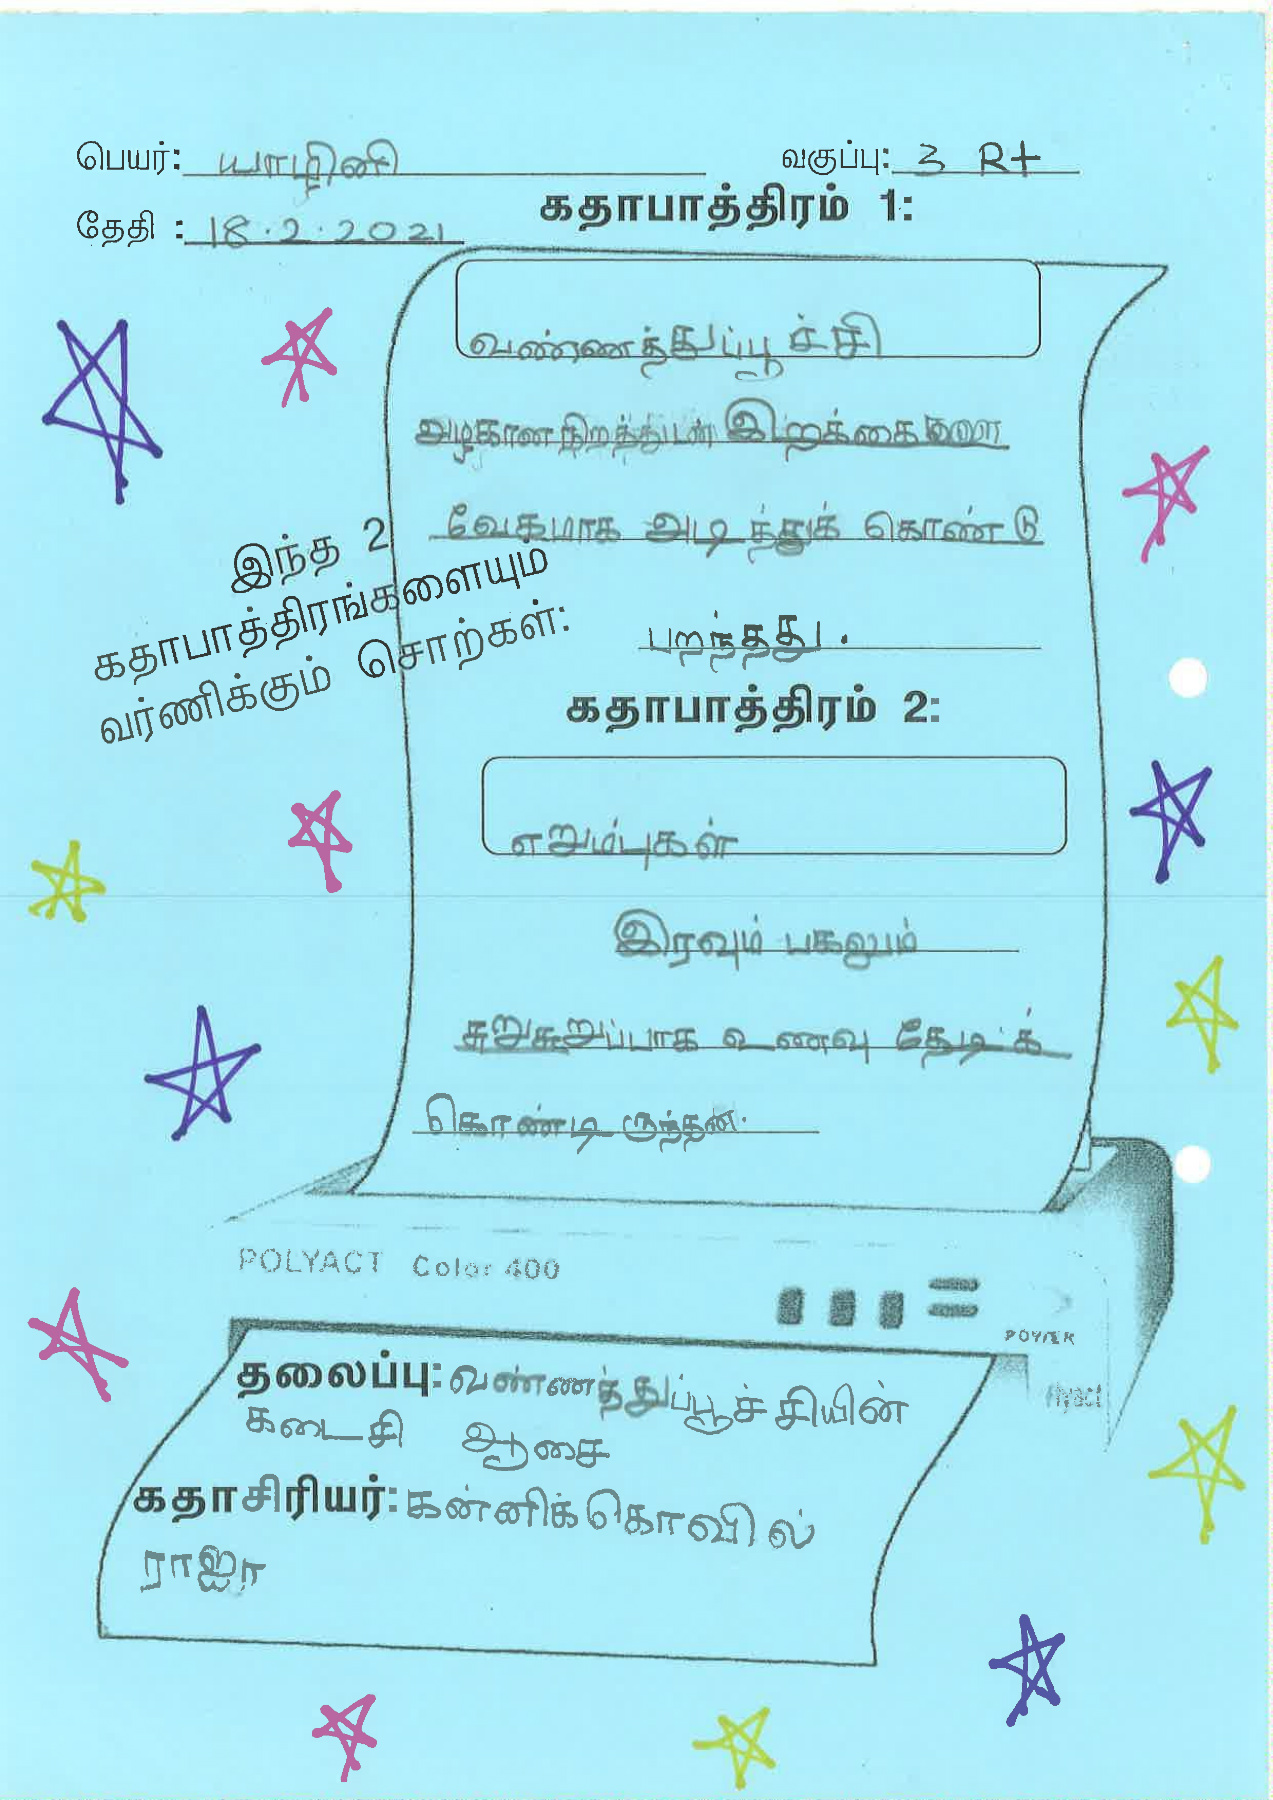 பெயர்: யாழினி வகுப்பு: 3 R+
தேதி : 18.2.2021
கதாபாத்திரம் 1:
வண்ணத்துப்பூச்சி
அழகான நிறத்துடன் இறக்கைகளை
வேகமாக அடித்துக் கொண்டு
பறந்தது.
இந்த 2
கதாபாத்திரங்களையும்
வர்ணிக்கும் சொற்கள்:
கதாபாத்திரம் 2:
எறும்புகள்
இரவும் பகலும்
சுறுசுறுப்பாக உணவு தேடிக்
கொண்டிருந்தன.
POLYACT Color 400
POWER
தலைப்பு: வண்ணத்துப்பூச்சியின்
கடைசி ஆசை
கதாசிரியர்: கன்னிக்கொவில்
ராஜா